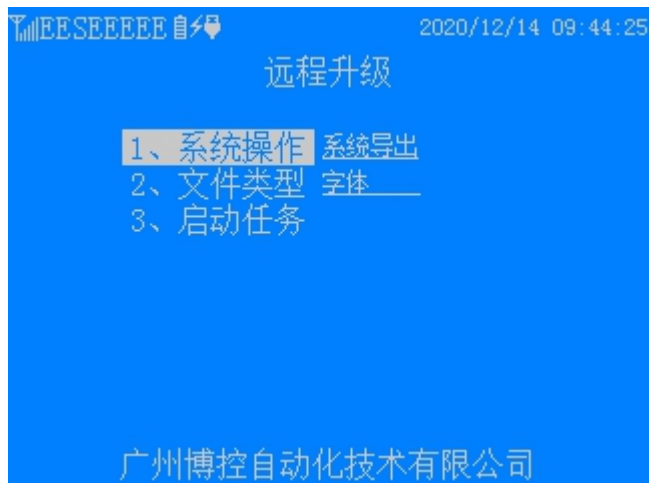 EESEEEEEE 2020/12/14 09:44:25
远程升级
1、系统操作 系统导出
2、文件类型 字体
3、启动任务
广州博控自动化技术有限公司